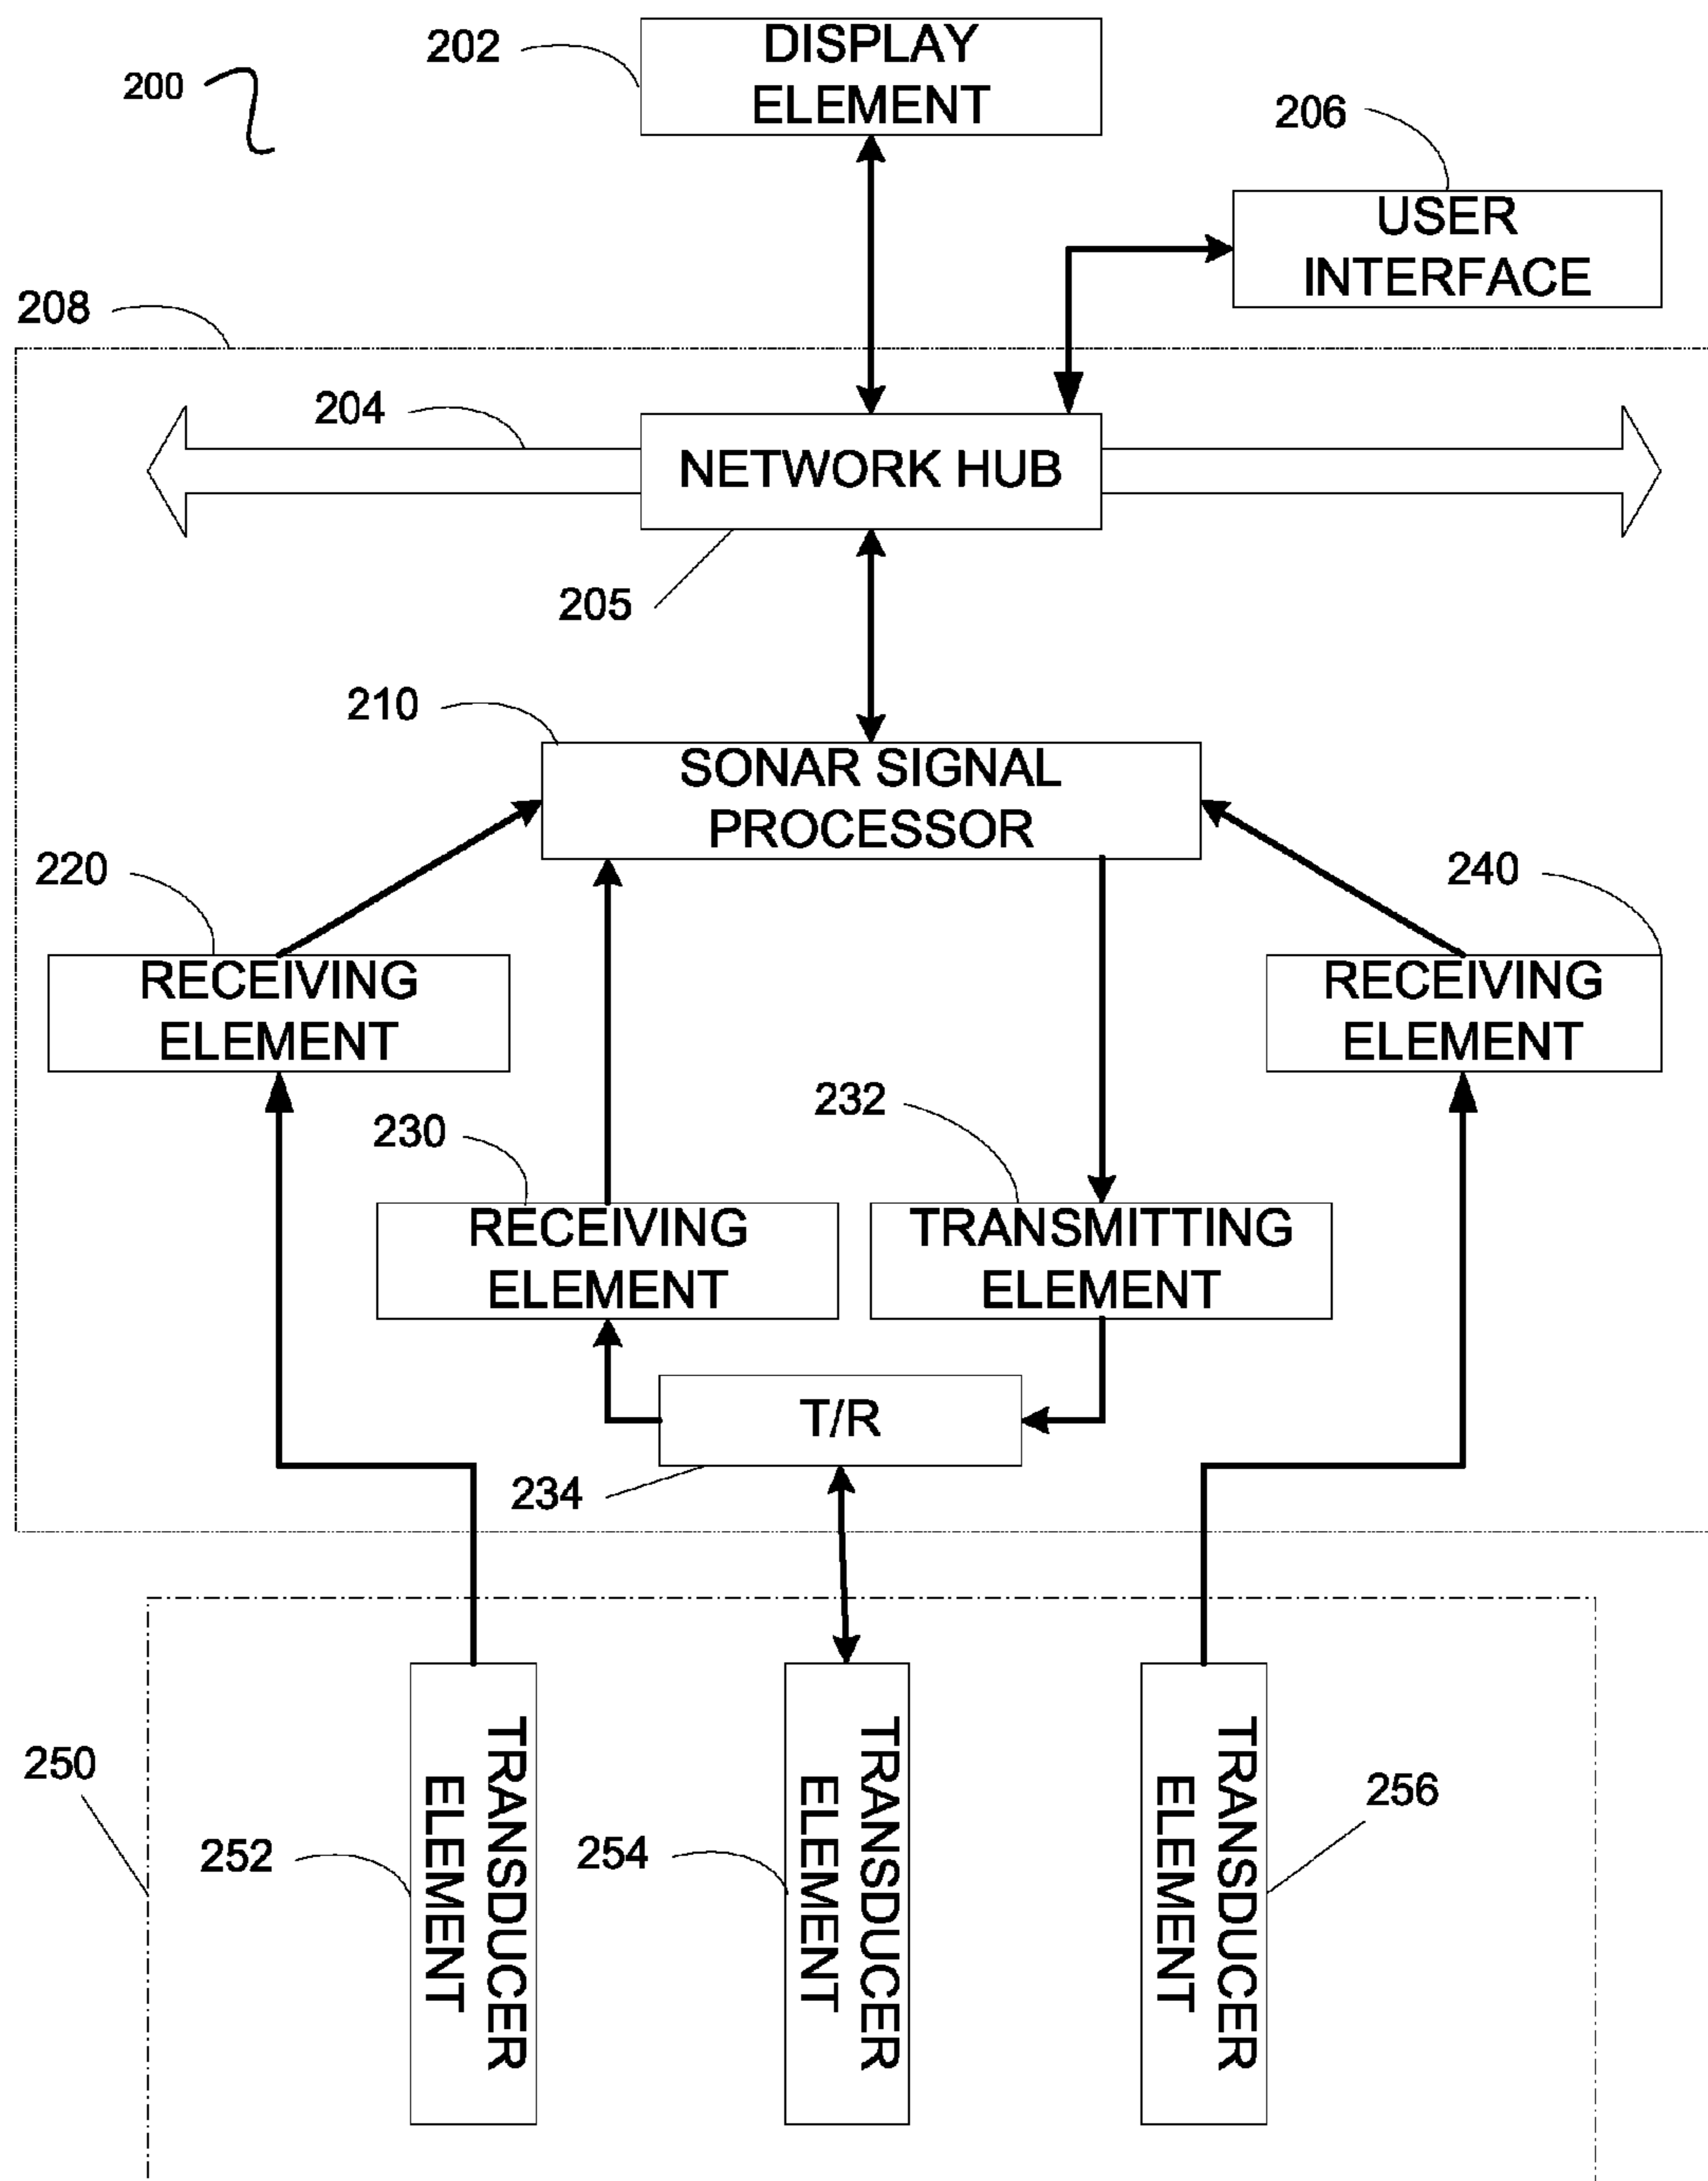 202
DISPLAY
ELEMENT
200
206
USER
INTERFACE
208
204
NETWORK HUB
205
210
SONAR SIGNAL
PROCESSOR
220
240
RECEIVING
ELEMENT
RECEIVING
ELEMENT
230
232
RECEIVING
ELEMENT
TRANSMITTING
ELEMENT
T/R
234
250
252
TRANSDUCER
ELEMENT
254
TRANSDUCER
ELEMENT
TRANSDUCER
ELEMENT
256